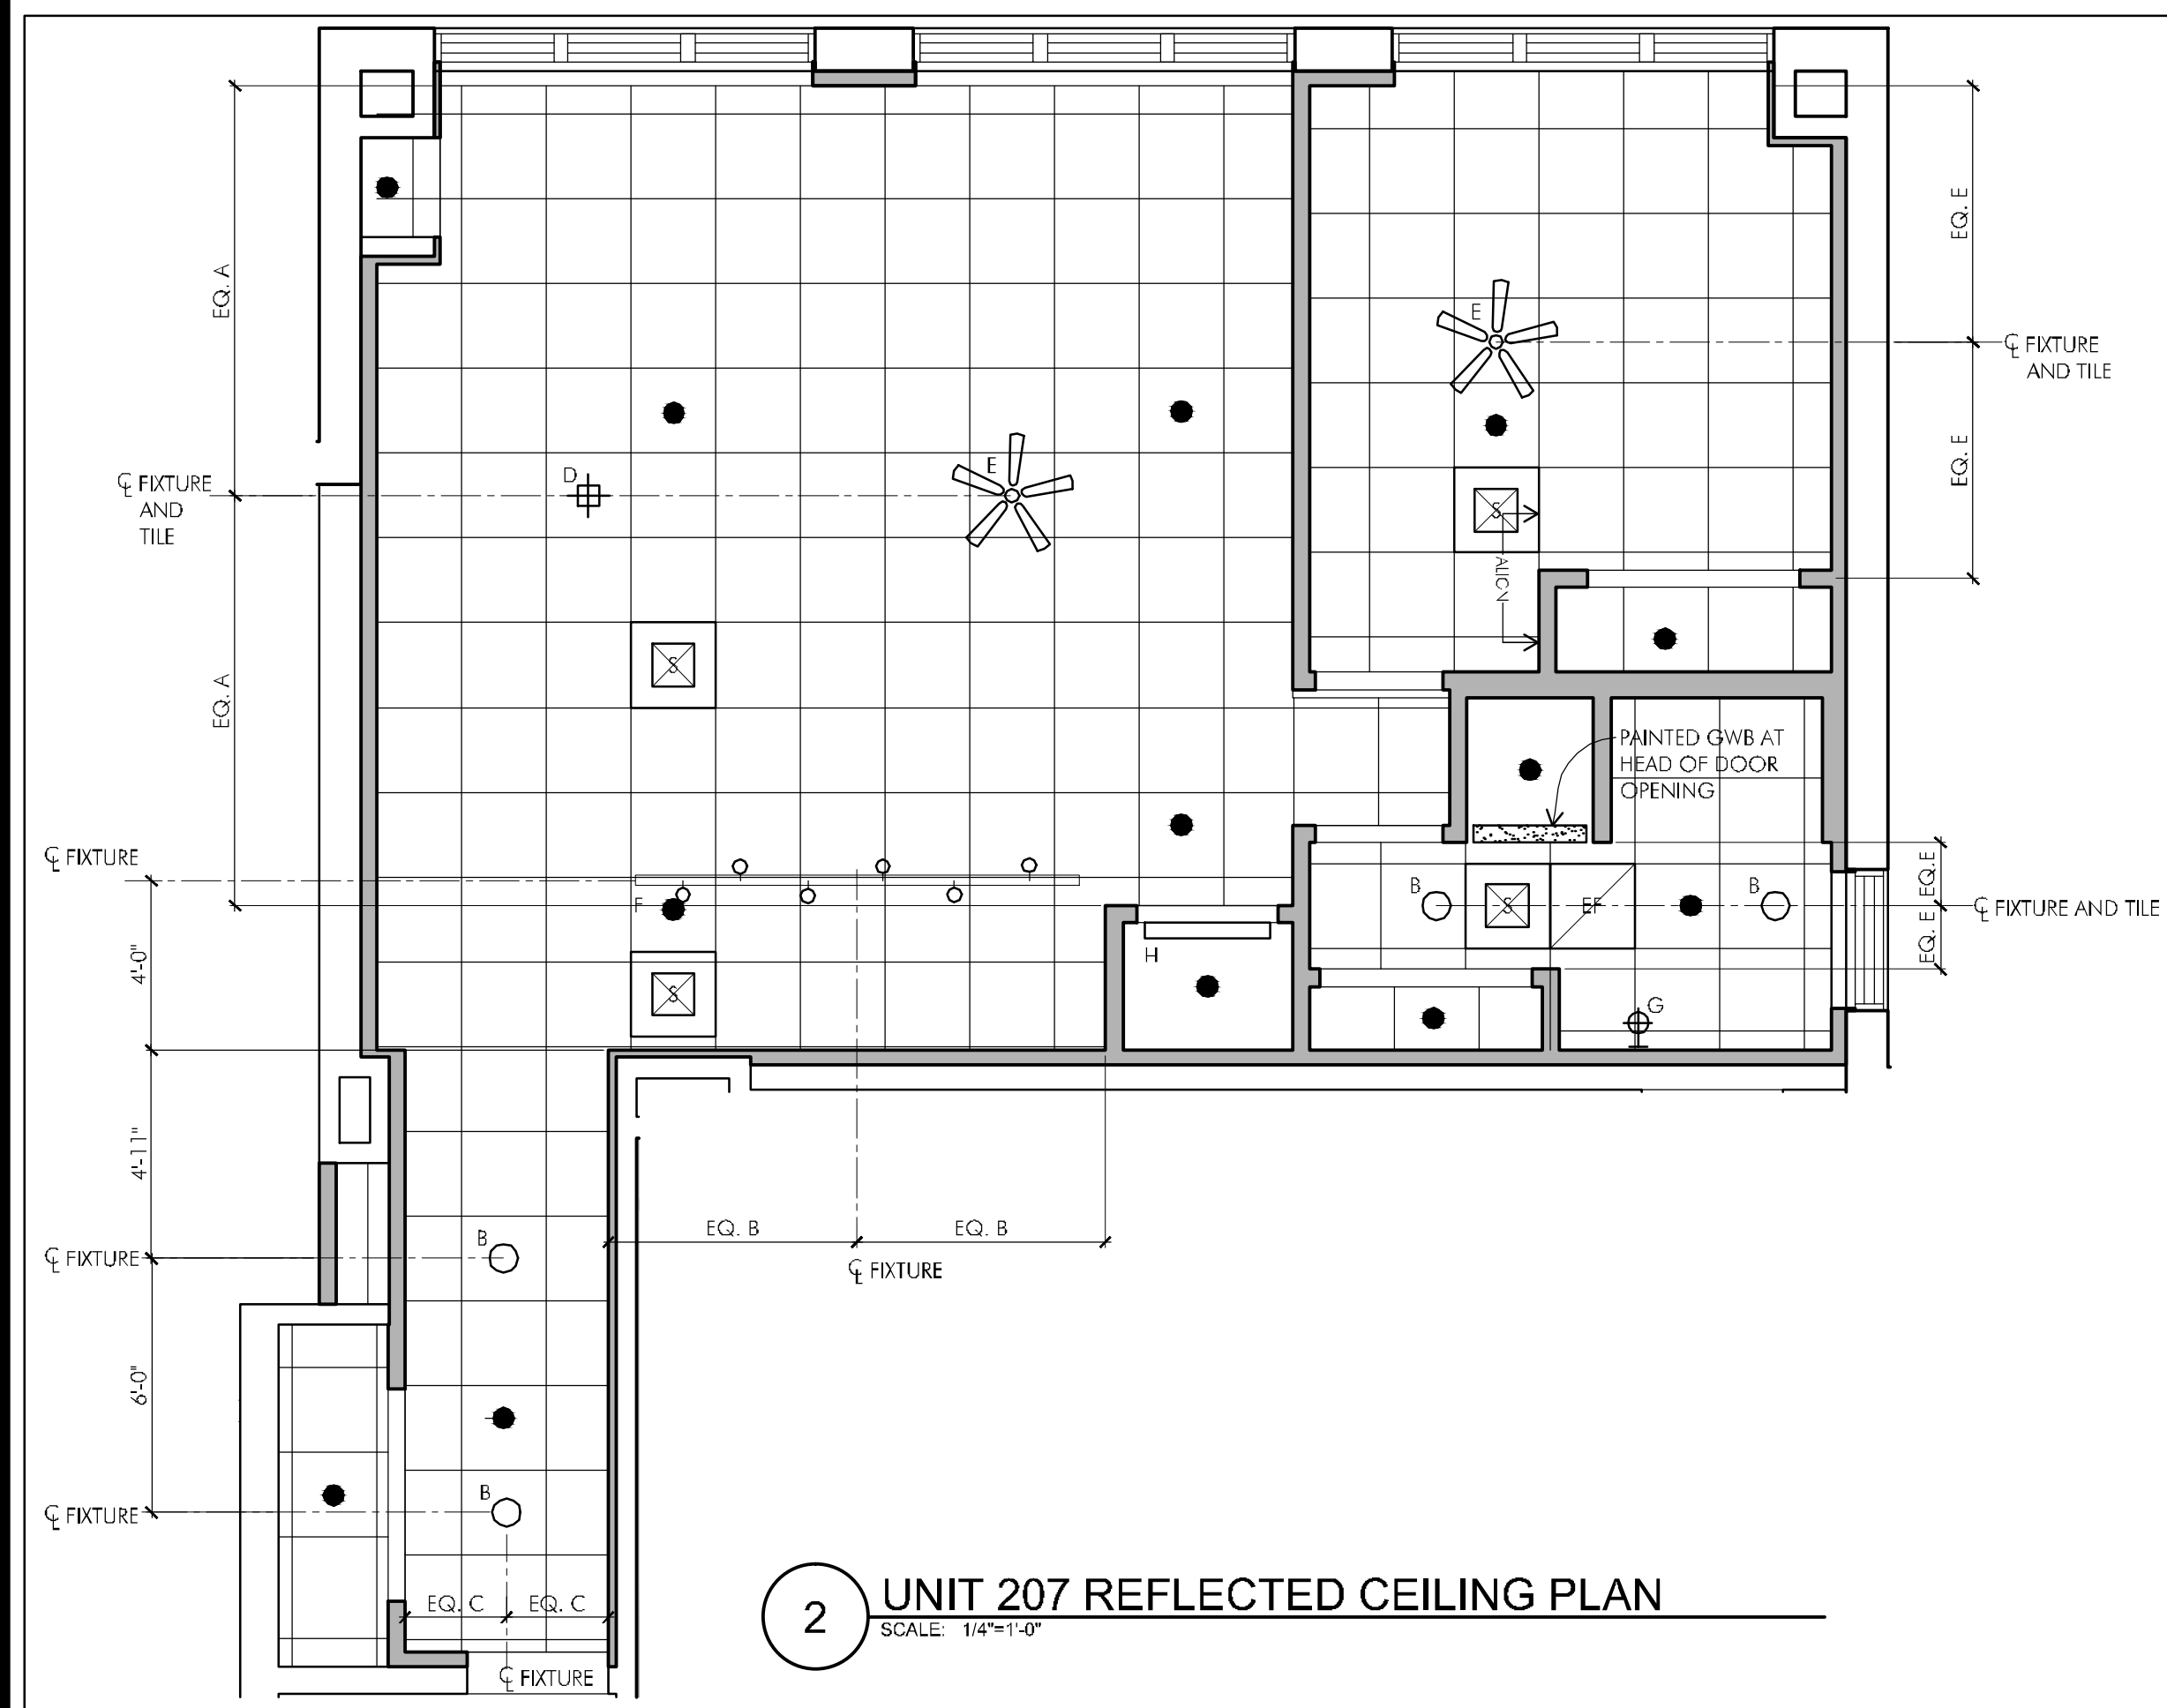 EQ. E
EQ. A
E
℄ FIXTURE
AND TILE
EQ. E
D
E
℄ FIXTURE
AND
TILE
S
ALIGN
S
EQ. A
PAINTED GWB AT
HEAD OF DOOR
OPENING
℄ FIXTURE
EQ.E
F
B
S
EF
B
℄ FIXTURE AND TILE
EQ. E
4'-0"
H
S
G
4'-11"
EQ. B
EQ. B
B
℄ FIXTURE
℄ FIXTURE
6'-0"
B
℄ FIXTURE
EQ. C
EQ. C
℄ FIXTURE
2
UNIT 207 REFLECTED CEILING PLAN
SCALE: 1/4"=1'-0"